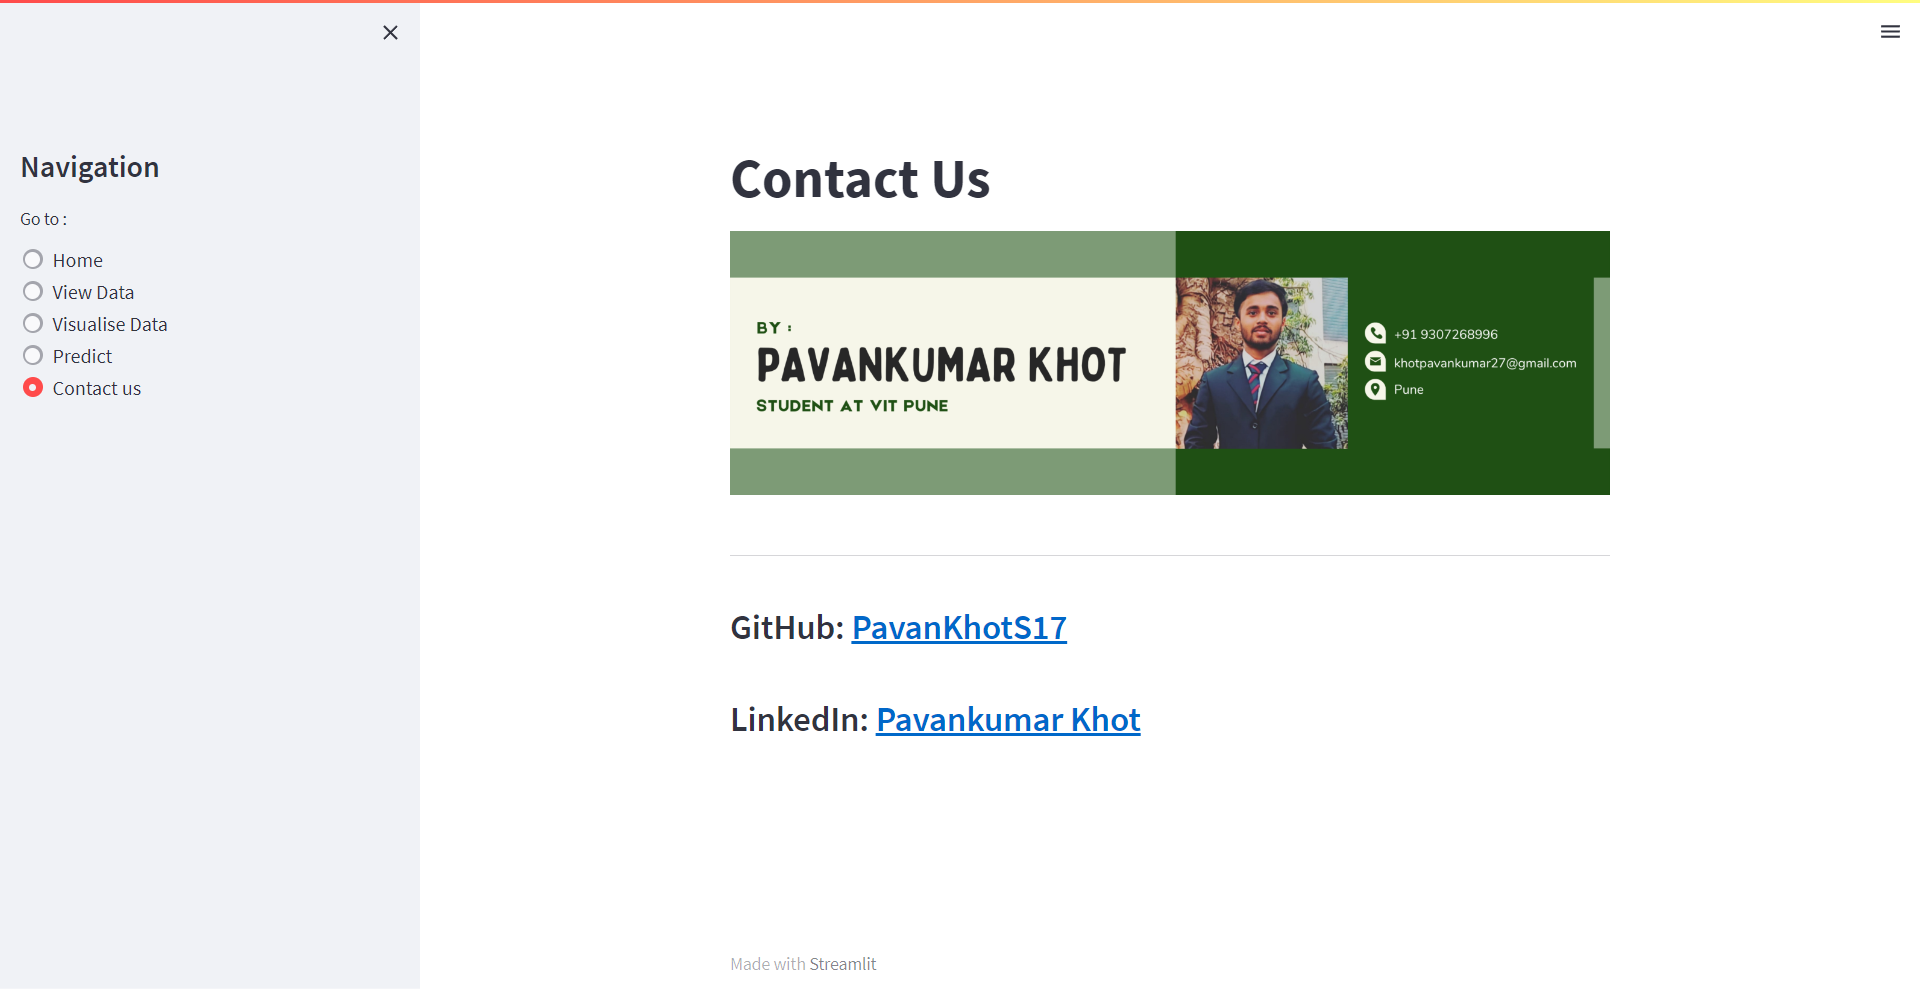 Navigation
Go to :
Home
View Data
Visualise Data
Predict
Contact us
Contact Us
BY :
PAVANKUMAR KHOT
STUDENT AT VIT PUNE
+91 9307268996
khotpavankumar27@gmail.com
Pune
GitHub: PavanKhotS17
LinkedIn: Pavankumar Khot
Made with Streamlit